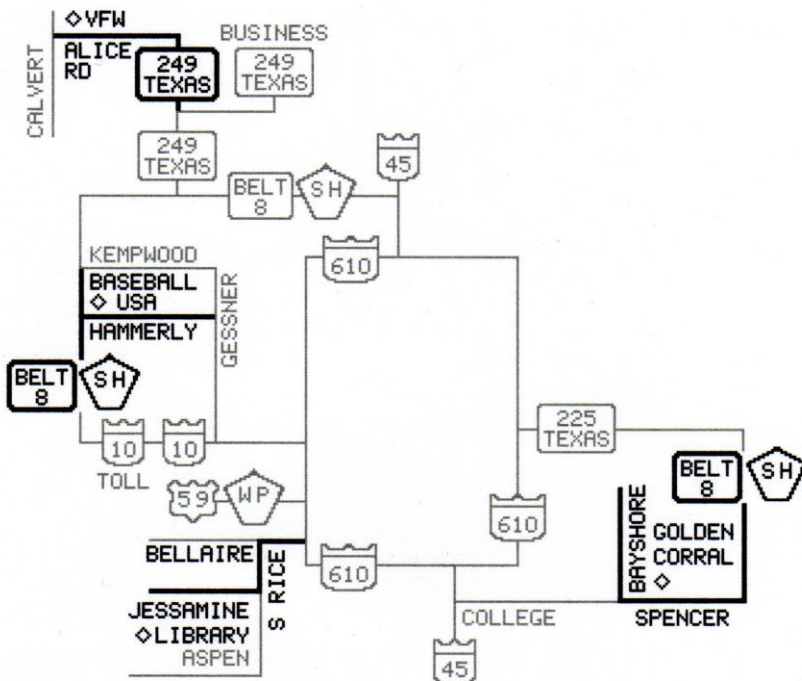 ◇VFW
BUSINESS
CALVERT
ALICE
RD
249
TEXAS
249
TEXAS
249
TEXAS
45
BELT
8
SH
KEMPWOOD
610
BASEBALL
◇ USA
GESSNER
HAMMERLY
BELT
8
SH
225
TEXAS
10
10
TOLL
BELT
8
SH
59
WP
610
BAYSHORE
GOLDEN
CORRAL
◇
BELLAIRE
S RICE
610
JESSAMINE
◇LIBRARY
ASPEN
COLLEGE
SPENCER
45